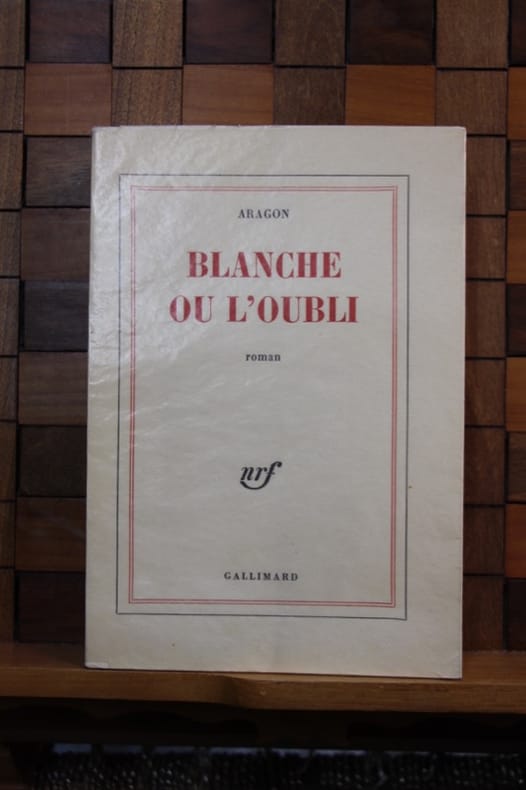 ARAGON
BLANCHE
OU L'OUBLI
roman
nrf
GALLIMARD